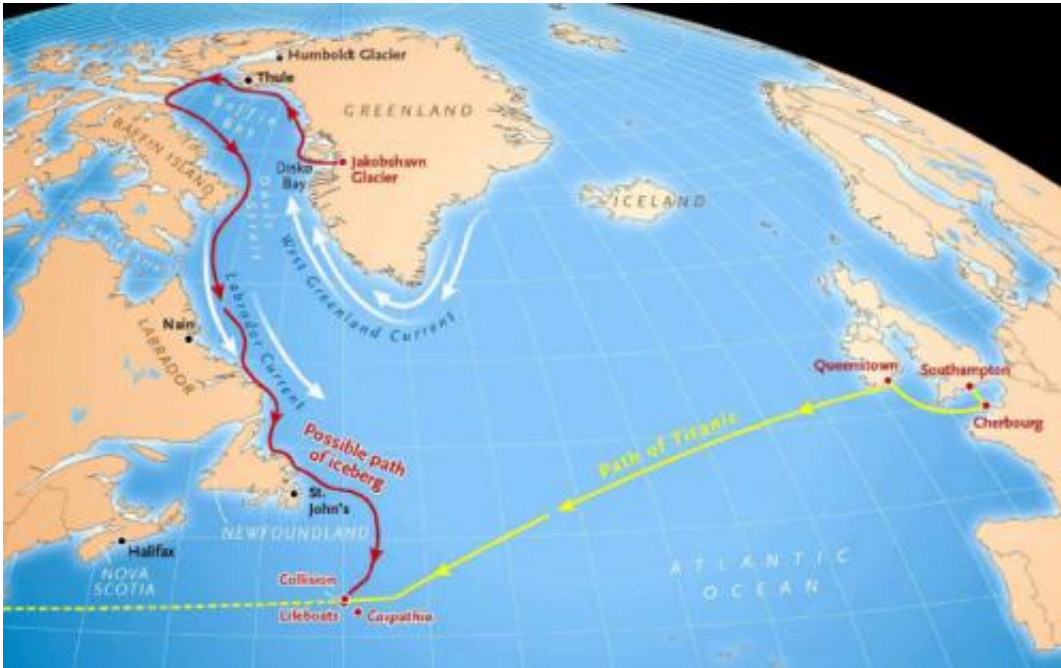 Humboldt Glacier
Thule
Baffin
Bay
GREENLAND
BAFFIN ISLAND
Disko
Bay
Jakobshavn
Glacier
ICELAND
West Greenland Current
Labrador Current
Nain
LABRADOR
Queenstown
Southampton
Cherbourg
Path of Titanic
Possible path
of iceberg
St.
John's
NEWFOUNDLAND
Halifax
NOVA
SCOTIA
ATLANTIC
OCEAN
Collision
Lifeboats
Carpathia